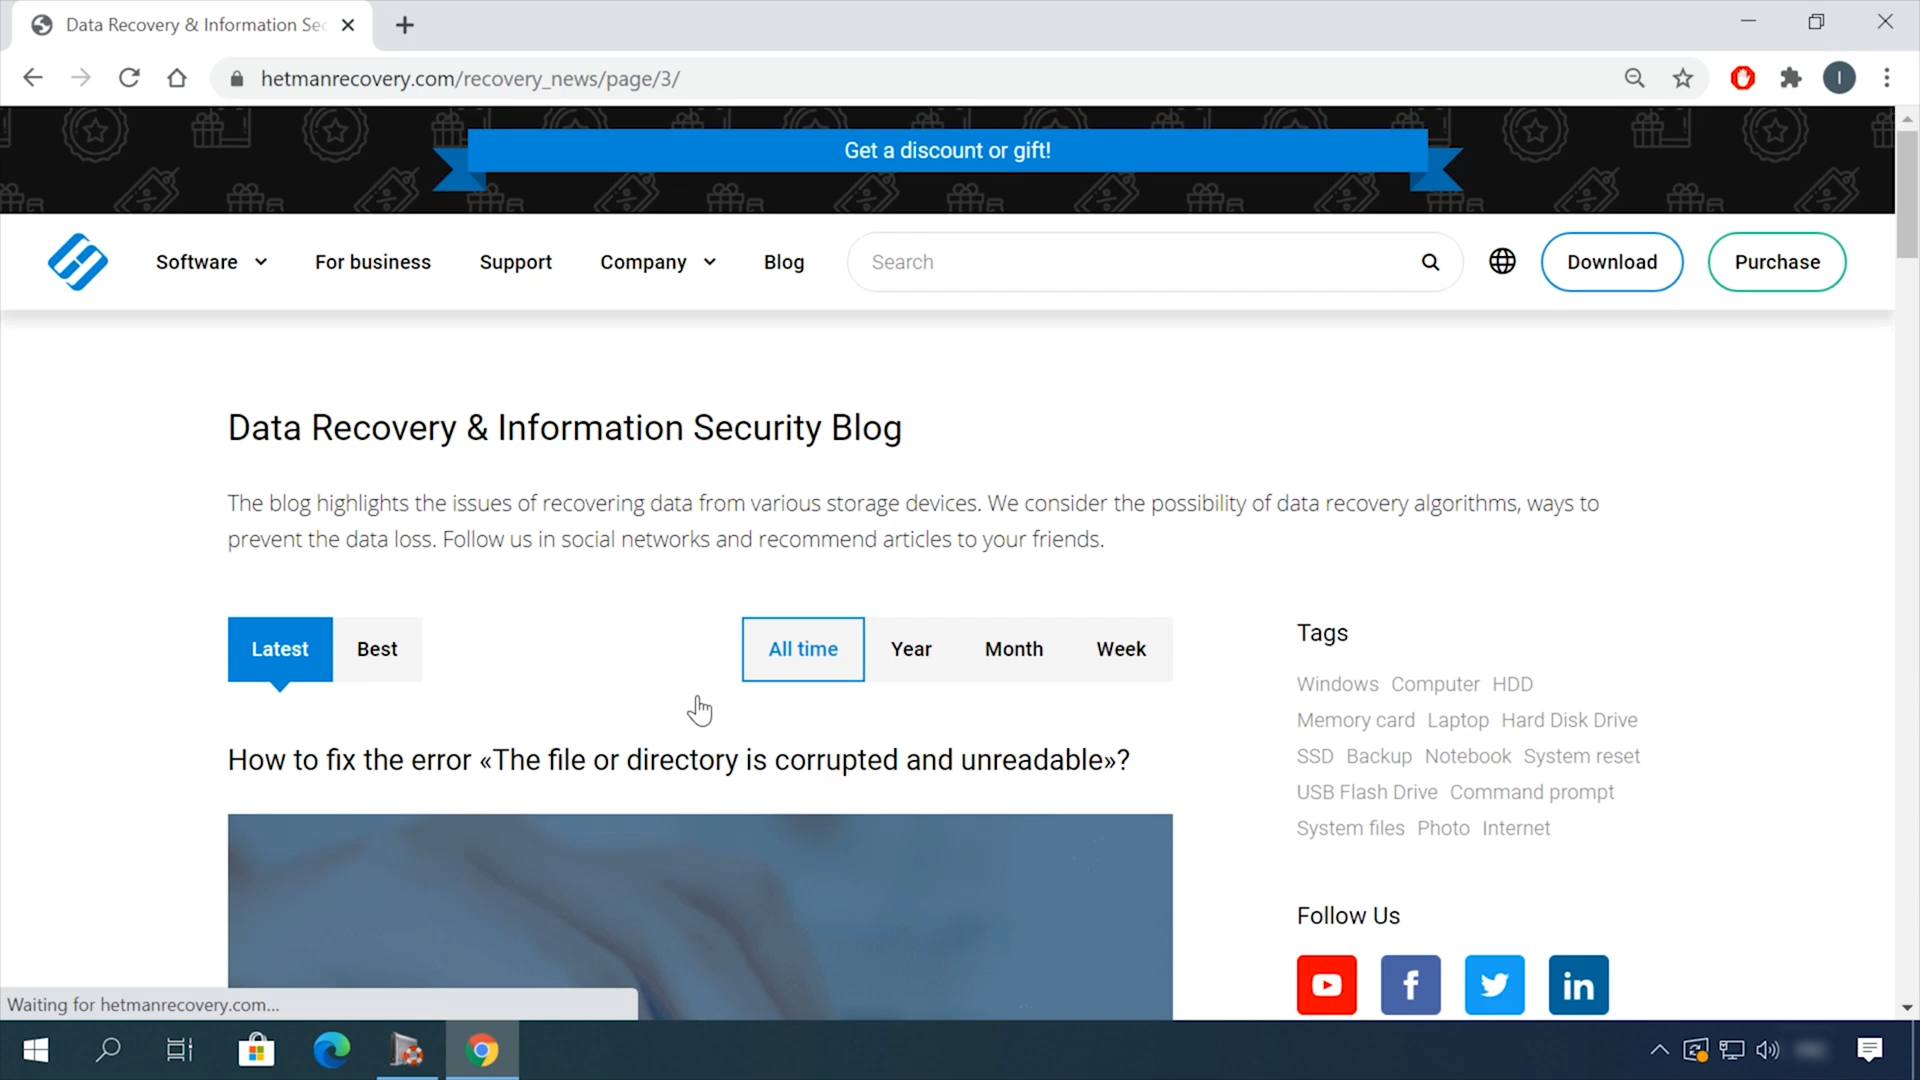 Data Recovery & Information Sec
hetmanrecovery.com/recovery_news/page/3/
I
Get a discount or gift!
Software For business Support Company Blog Search Download Purchase
Data Recovery & Information Security Blog
The blog highlights the issues of recovering data from various storage devices. We consider the possibility of data recovery algorithms, ways to
prevent the data loss. Follow us in social networks and recommend articles to your friends.
Latest Best All time Year Month Week
How to fix the error «The file or directory is corrupted and unreadable»?
Tags
Windows Computer HDD
Memory card Laptop Hard Disk Drive
SSD Backup Notebook System reset
USB Flash Drive Command prompt
System files Photo Internet
Follow Us
f in
Waiting for hetmanrecovery.com...